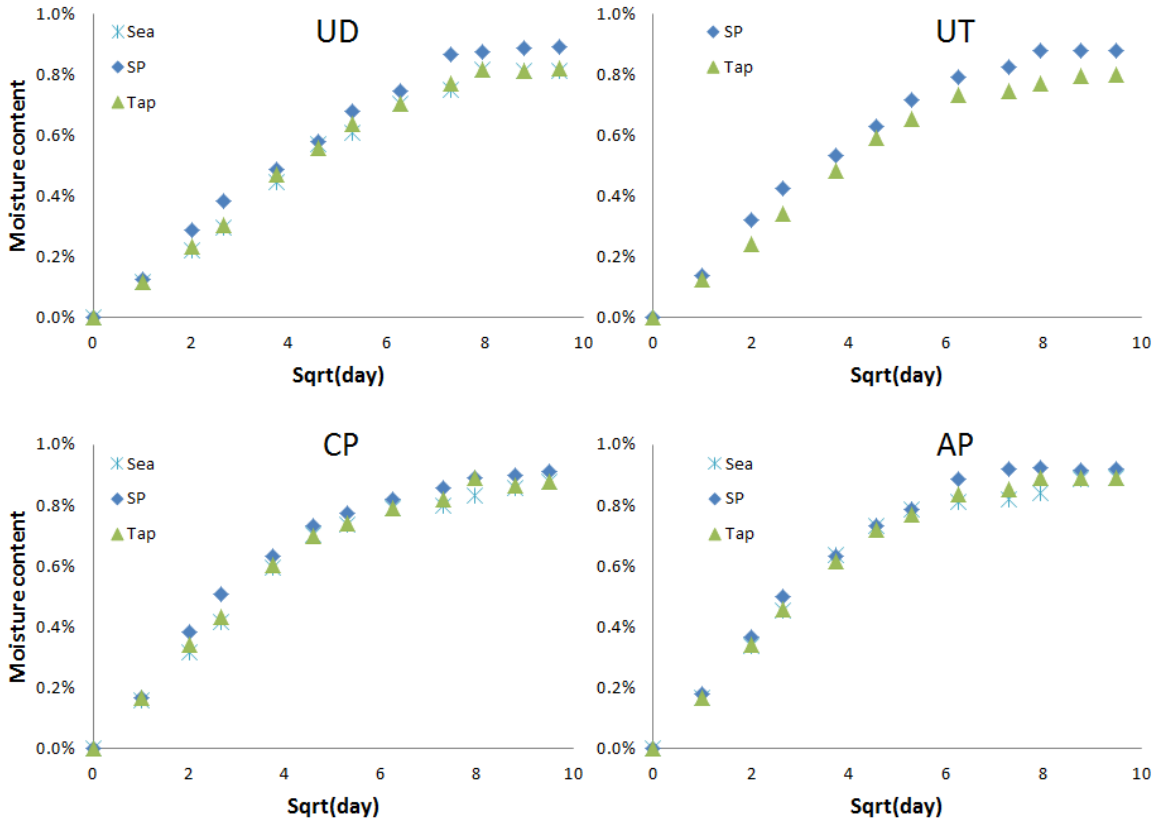 UD
Sea
SP
Tap
Moisture content
1.0%
0.8%
0.6%
0.4%
0.2%
0.0%
0 2 4 6 8 10
Sqrt(day)
UT
SP
Tap
1.0%
0.8%
0.6%
0.4%
0.2%
0.0%
0 2 4 6 8 10
Sqrt(day)
CP
Sea
SP
Tap
Moisture content
1.0%
0.8%
0.6%
0.4%
0.2%
0.0%
0 2 4 6 8 10
Sqrt(day)
AP
Sea
SP
Tap
1.0%
0.8%
0.6%
0.4%
0.2%
0.0%
0 2 4 6 8 10
Sqrt(day)